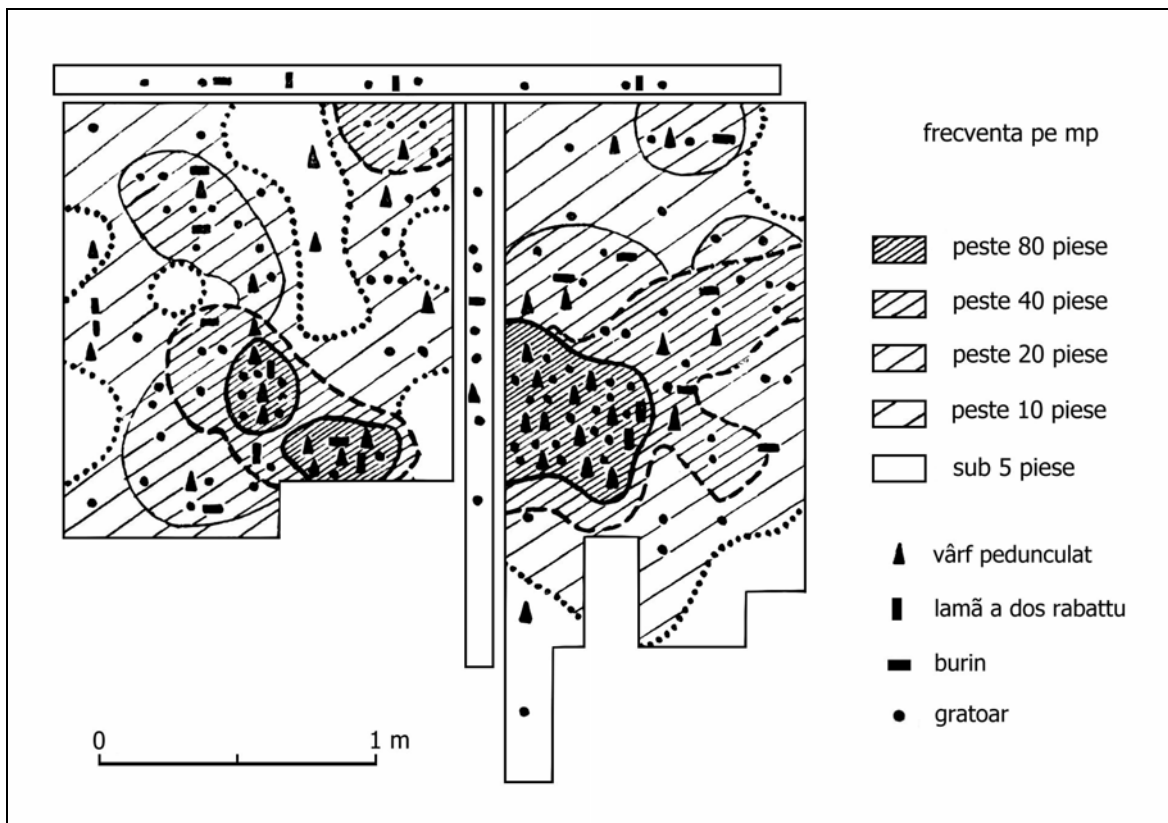 frecventa pe mp
peste 80 piese
peste 40 piese
peste 20 piese
peste 10 piese
sub 5 piese
vârf pedunculat
lamã a dos rabattu
burin
gratoar
0 1 m